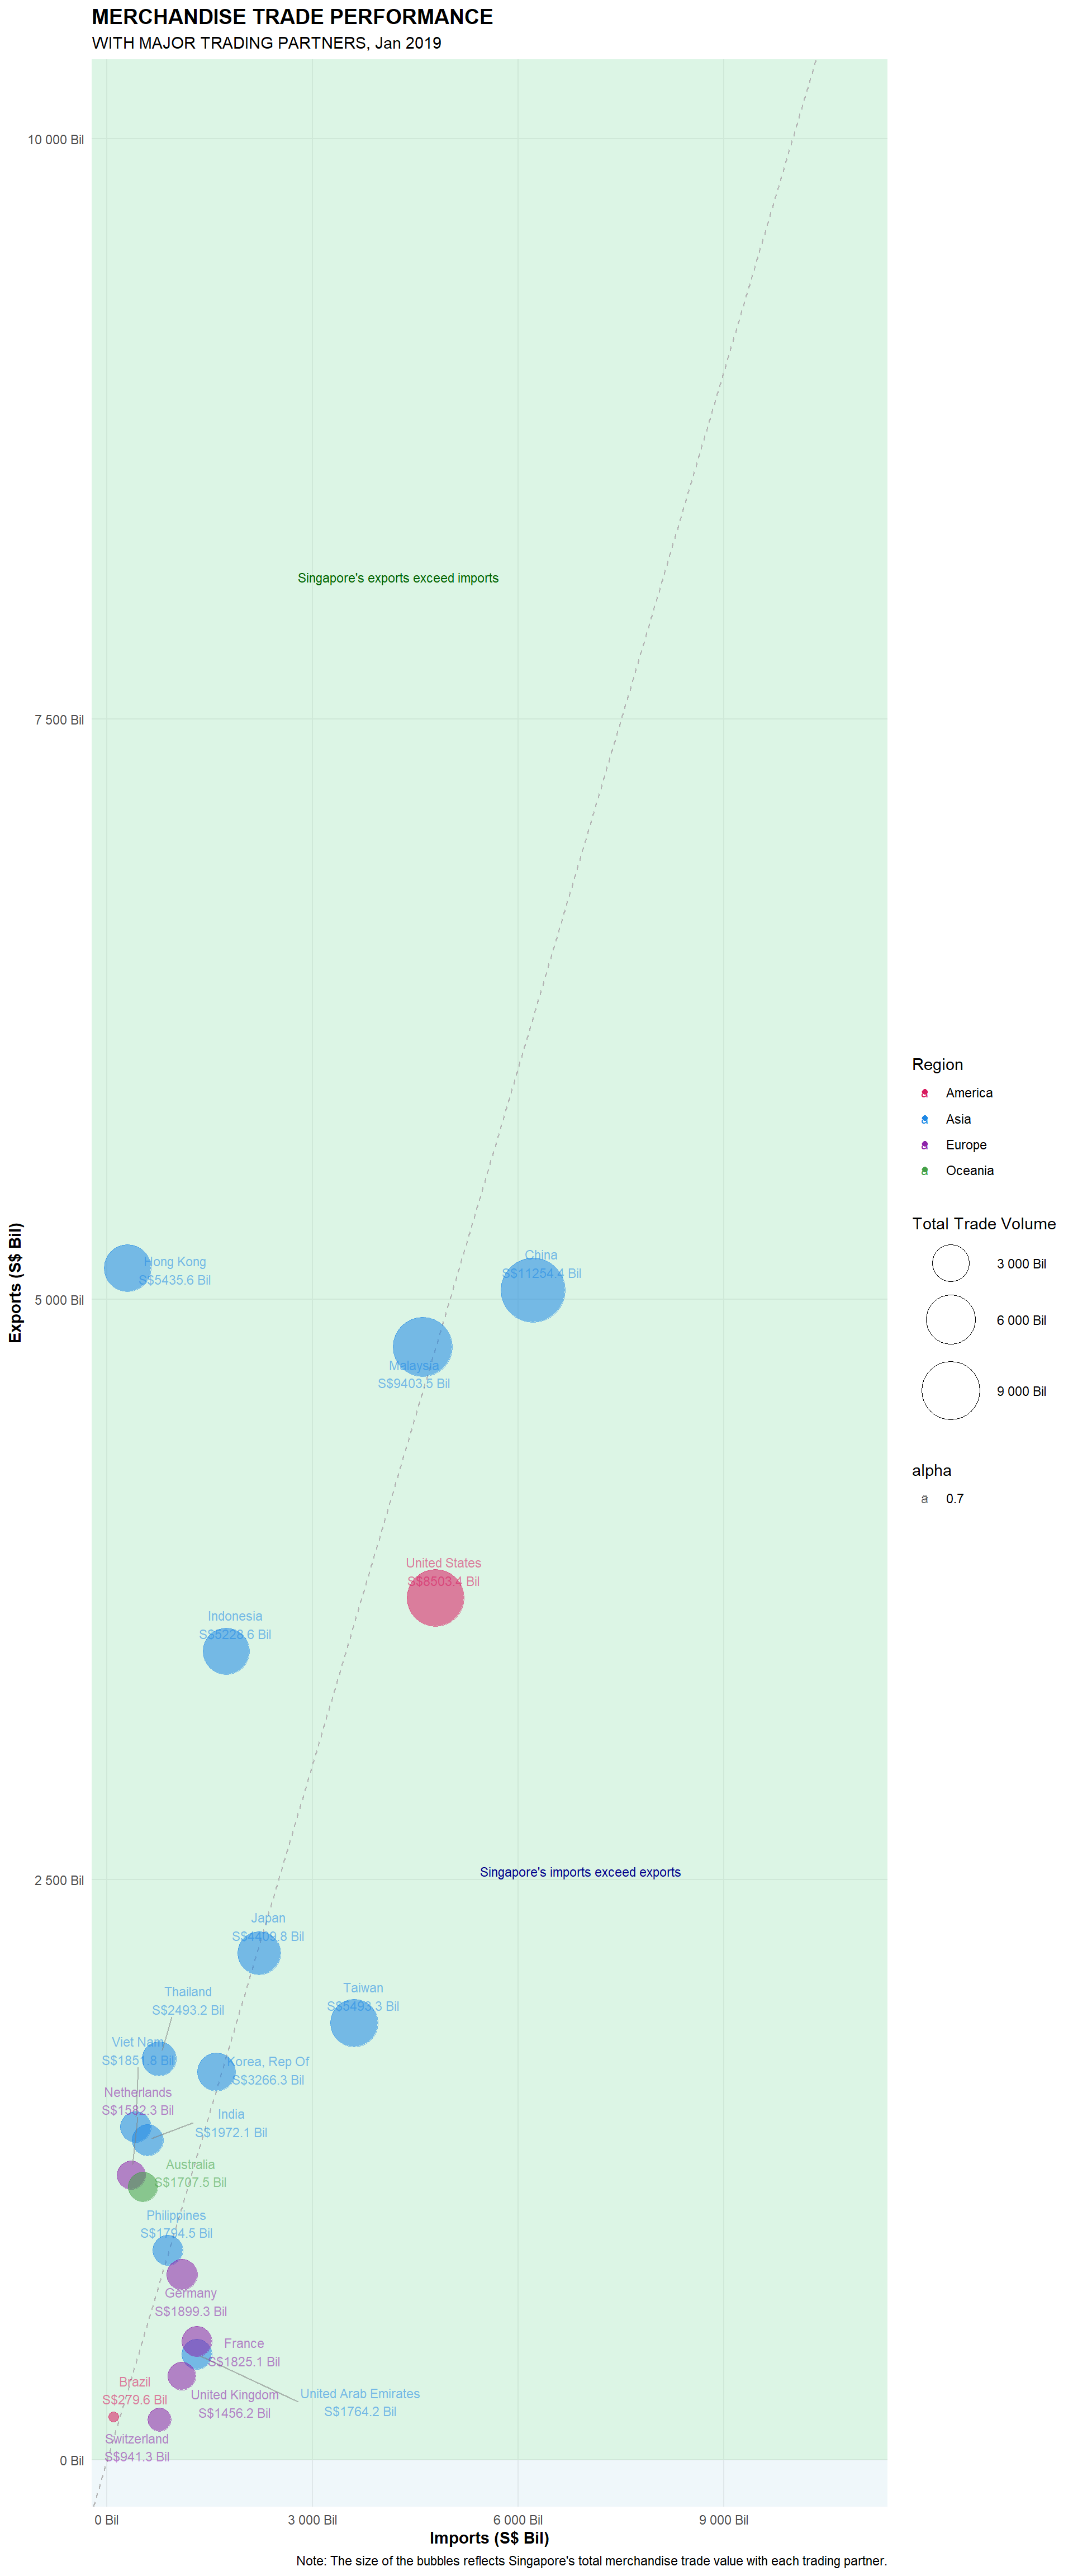 MERCHANDISE TRADE PERFORMANCE
WITH MAJOR TRADING PARTNERS, Jan 2019
Exports (S$ Bil)
10 000 Bil
7 500 Bil
5 000 Bil
2 500 Bil
0 Bil
Singapore's exports exceed imports
Hong Kong
S$5435.6 Bil
China
S$11254.4 Bil
Malaysia
S$9403.5 Bil
United States
S$8503.4 Bil
Indonesia
S$5228.6 Bil
Singapore's imports exceed exports
Japan
S$4409.8 Bil
Taiwan
S$5493.3 Bil
Thailand
S$2493.2 Bil
Viet Nam
S$1851.8 Bil
Korea, Rep Of
S$3266.3 Bil
Netherlands
S$1582.3 Bil
India
S$1972.1 Bil
Australia
S$1707.5 Bil
Philippines
S$1794.5 Bil
Germany
S$1899.3 Bil
France
S$1825.1 Bil
Brazil
S$279.6 Bil
United Kingdom
S$1456.2 Bil
United Arab Emirates
S$1764.2 Bil
Switzerland
S$941.3 Bil
0 Bil
3 000 Bil
6 000 Bil
9 000 Bil
Imports (S$ Bil)
Note: The size of the bubbles reflects Singapore's total merchandise trade value with each trading partner.
Region
a America
a Asia
a Europe
a Oceania
Total Trade Volume
3 000 Bil
6 000 Bil
9 000 Bil
alpha
a 0.7